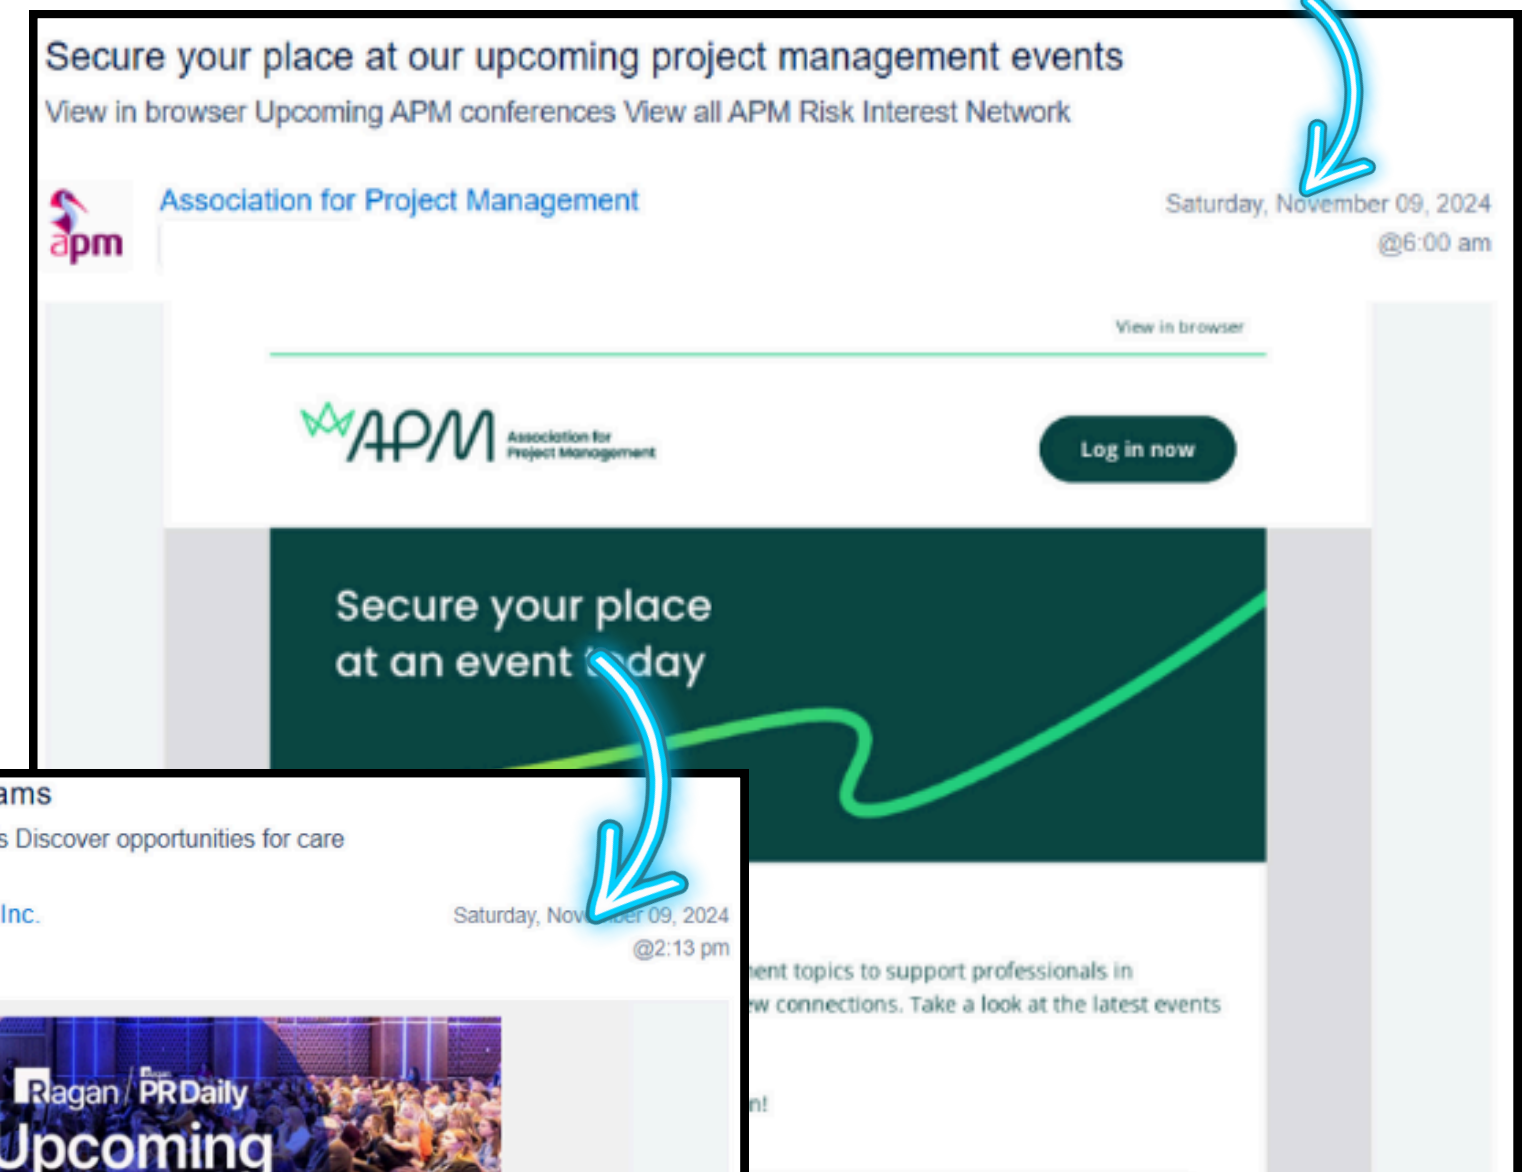 Secure your place at our upcoming project management events
View in browser Upcoming APM conferences View all APM Risk Interest Network
apm
Association for Project Management
Saturday, November 09, 2024
@6:00 am
View in browser
APM
Association for
Project Management
Log in now
Secure your place
at an event today
ams
s Discover opportunities for care
Inc.
Saturday, November 09, 2024
@2:13 pm
Ragan
Ragan
PR Daily
Upcoming
ent topics to support professionals in
ew connections. Take a look at the latest events
n!